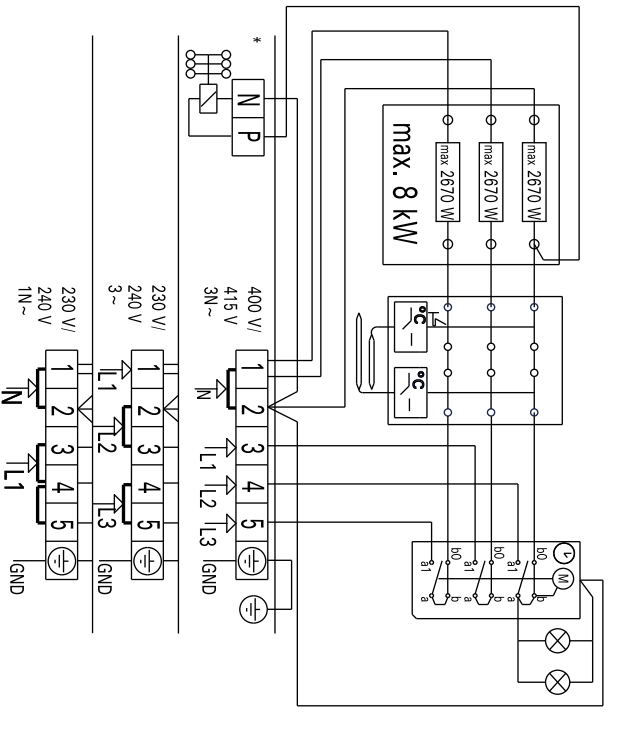 *
N
P
max. 8 kW
max 2670 W
max 2670 W
max 2670 W
°C
°C
400 V/
415 V
3N~
1
2
3
4
5
N
L1
L2
L3
GND
230 V/
240 V
3~
1
2
3
4
5
L1
L2
L3
GND
230 V/
240 V
1N~
1
2
3
4
5
N
L1
GND
1
M
b0
a1
b0
a1
b0
a1
b
a
b
a
b
a